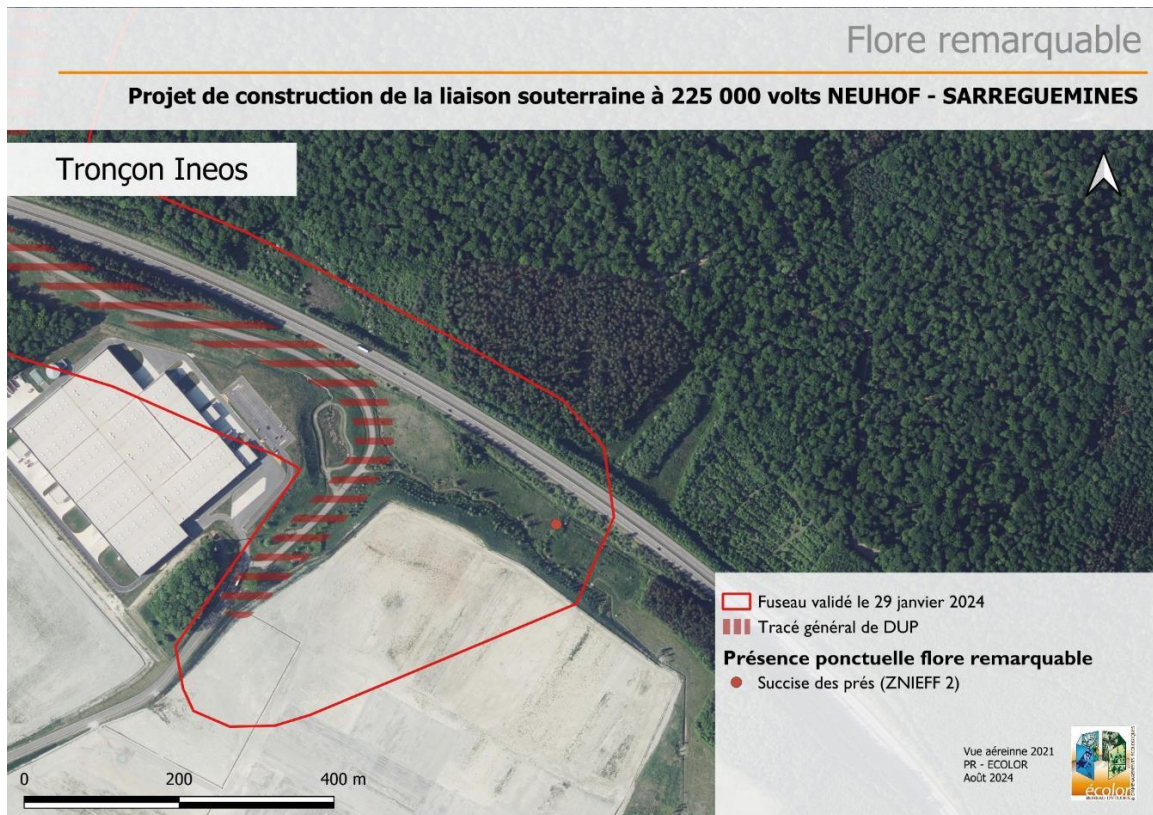 Flore remarquable
Projet de construction de la liaison souterraine à 225 000 volts NEUHOF - SARREGUEMINES
Tronçon Ineos
Fuseau validé le 29 janvier 2024
Tracé général de DUP
Présence ponctuelle flore remarquable
Succise des prés (ZNIEFF 2)
Vue aéreinne 2021
PR - ECOLOR
Août 2024
écolor
0 200 400 m